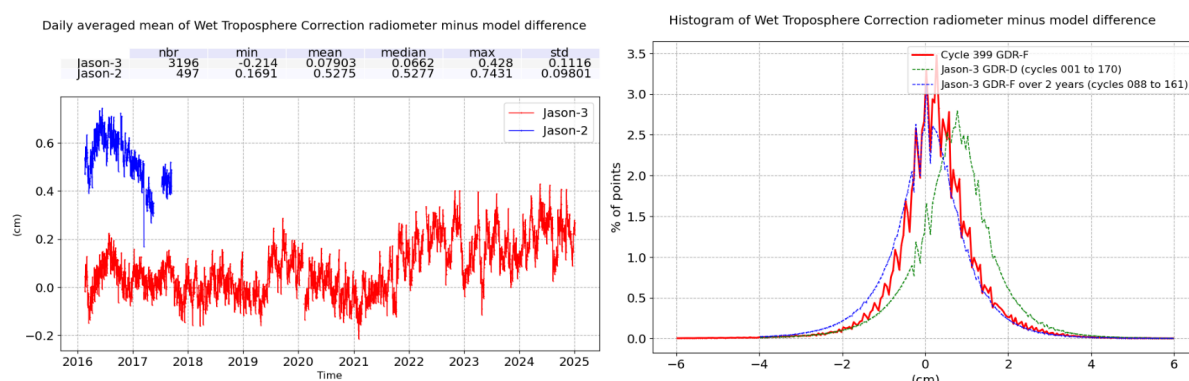 Daily averaged mean of Wet Troposphere Correction radiometer minus model difference
nbr min mean median max std
Jason-3 3196 -0.214 0.07903 0.0662 0.428 0.1116
Jason-2 497 0.1691 0.5275 0.5277 0.7431 0.09801
Jason-3
Jason-2
0.6
0.4
0.2
0.0
−0.2
(cm)
2016 2017 2018 2019 2020 2021 2022 2023 2024 2025
Time
Histogram of Wet Troposphere Correction radiometer minus model difference
Cycle 399 GDR-F
Jason-3 GDR-D (cycles 001 to 170)
Jason-3 GDR-F over 2 years (cycles 088 to 161)
3.5
3.0
2.5
2.0
1.5
1.0
0.5
0.0
% of points
−6 −4 −2 0 2 4 6
(cm)